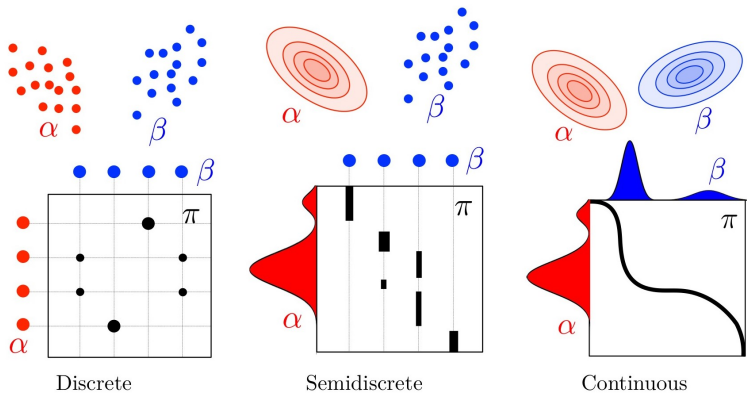 α β α β α β
β β β
π π π
α α α
Discrete Semidiscrete Continuous